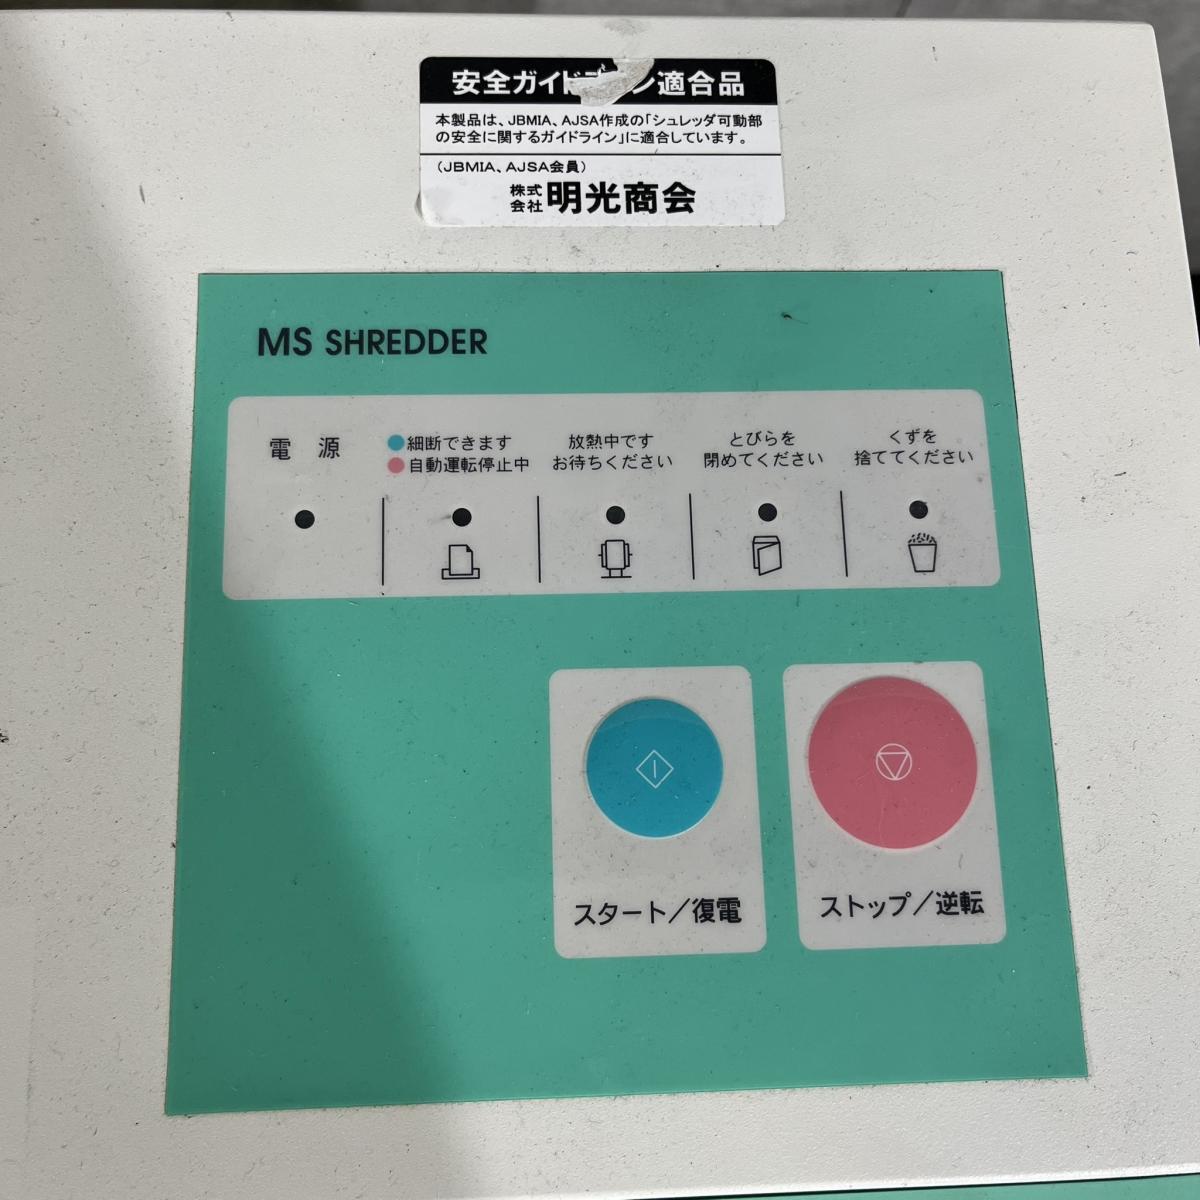 安全ガイドライン適合品
本製品は、JBMIA、AJSA作成の「シュレッダ可動部
の安全に関するガイドライン」に適合しています。
(JBMIA、AJSA会員)
株式会社明光商会
MS SHREDDER
電 源
細断できます
自動運転停止中
放熱中です
お待ちください
とびらを
閉めてください
くずを
捨ててください
スタート/復電
ストップ/逆転